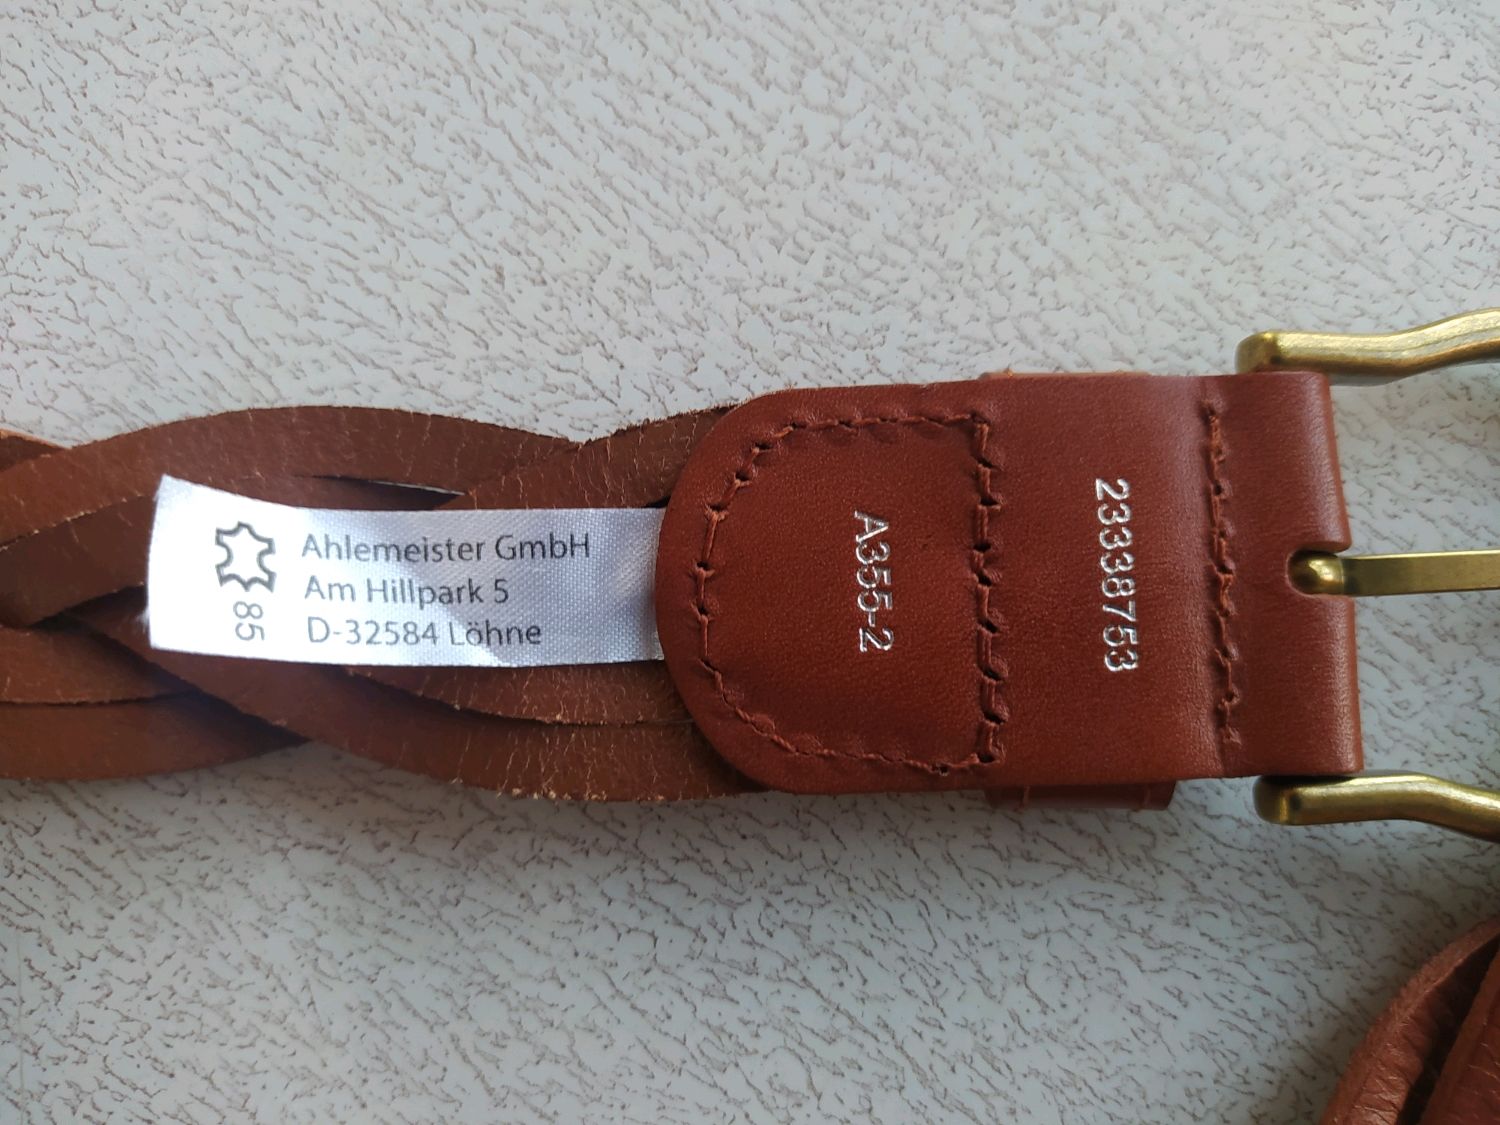 Ahlemeister GmbH
Am Hillpark 5
D-32584 Löhne
85
A355-2
23338753